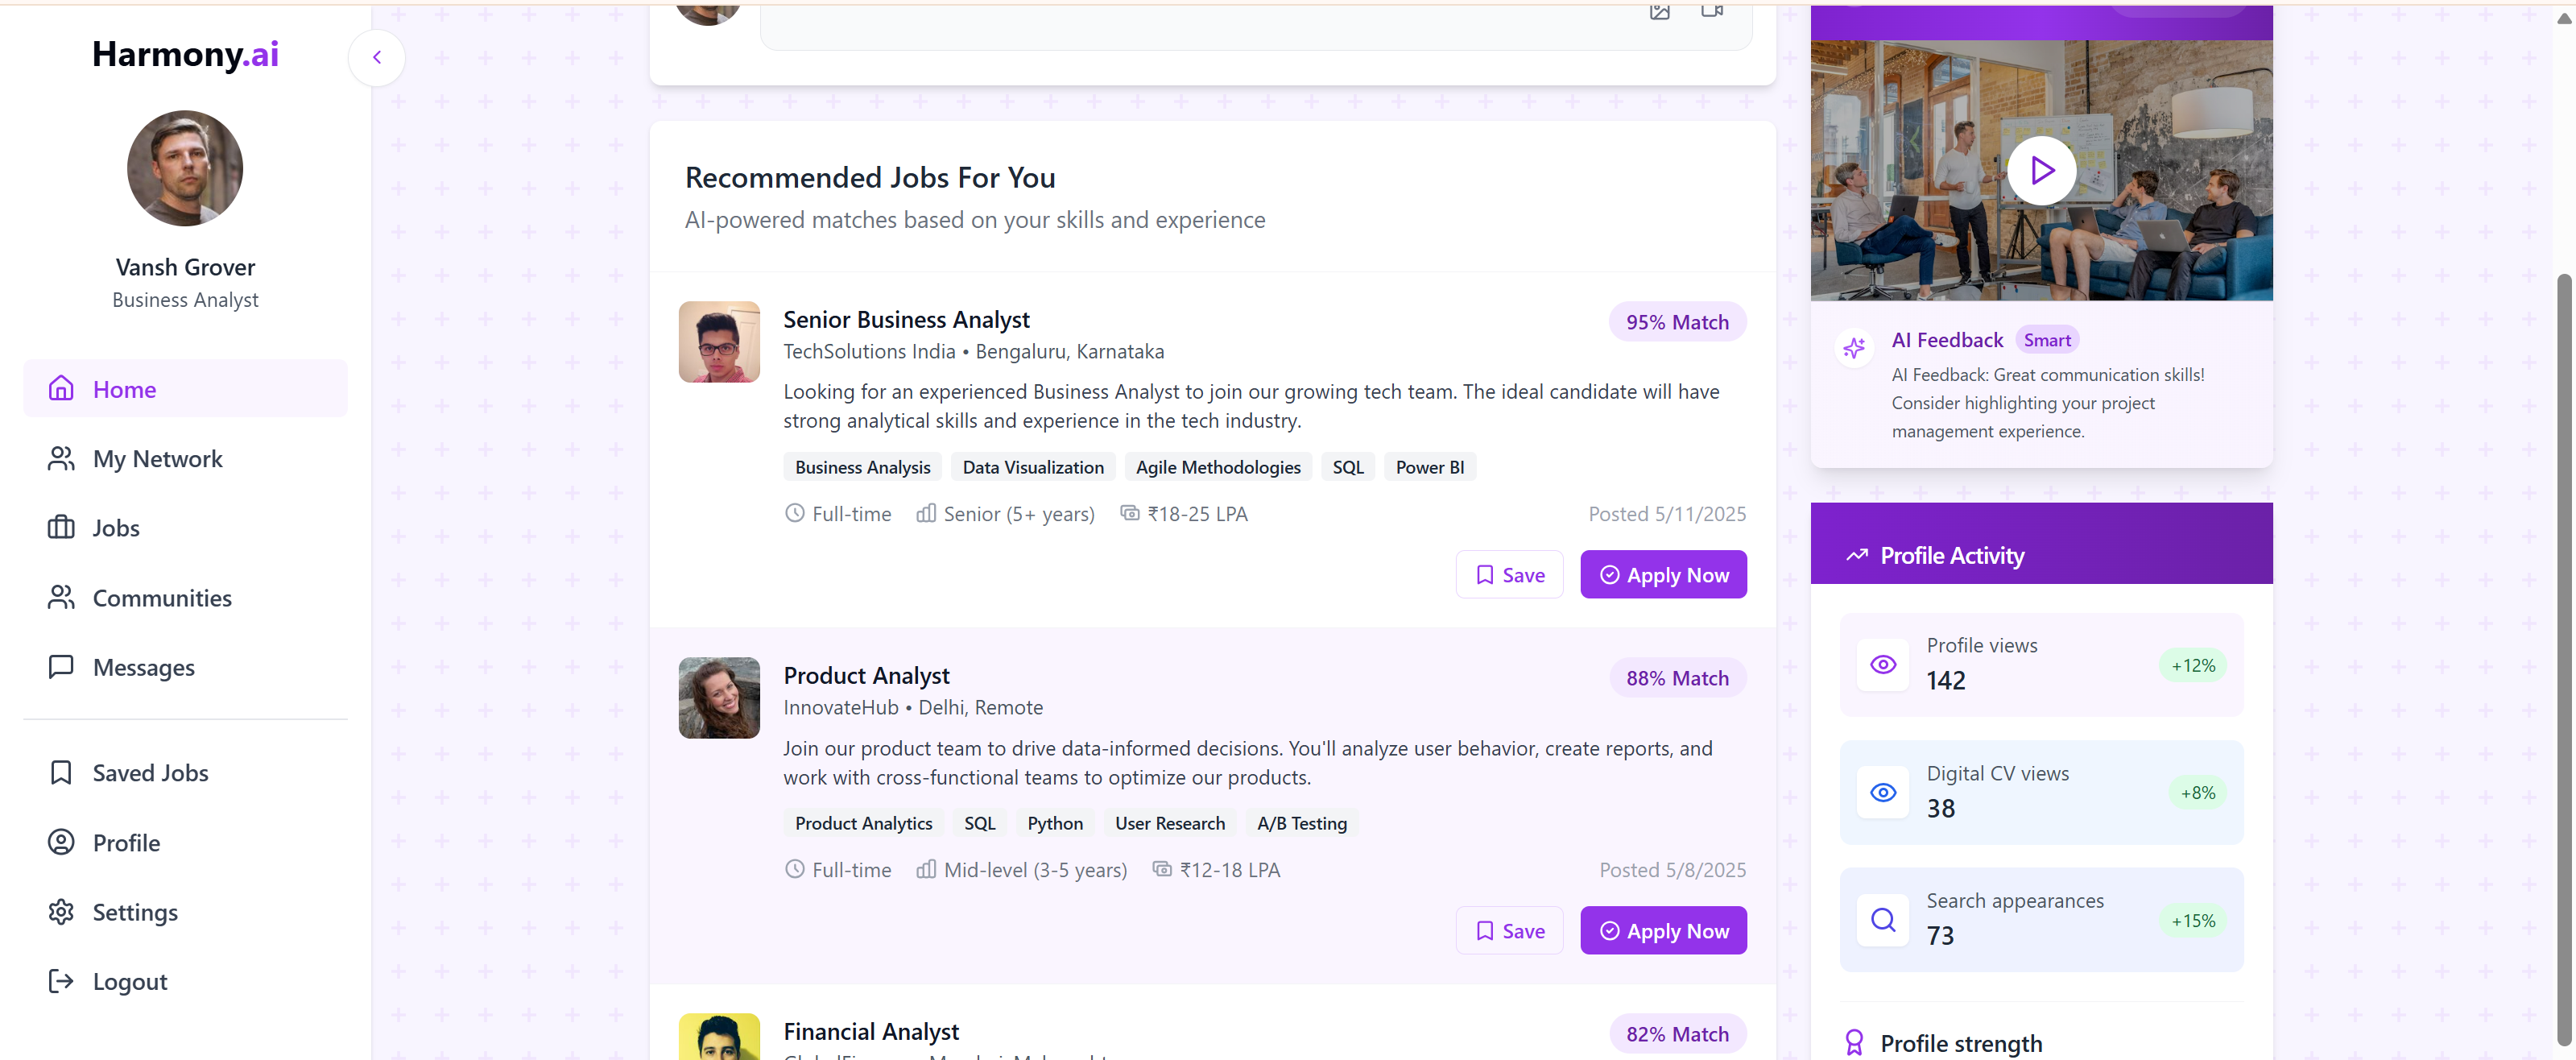 Harmony.ai
Vansh Grover
Business Analyst
Home
My Network
Jobs
Communities
Messages
Saved Jobs
Profile
Settings
Logout
Recommended Jobs For You
AI-powered matches based on your skills and experience
Senior Business Analyst
95% Match
TechSolutions India • Bengaluru, Karnataka
Looking for an experienced Business Analyst to join our growing tech team. The ideal candidate will have
strong analytical skills and experience in the tech industry.
Business Analysis Data Visualization Agile Methodologies SQL Power BI
Full-time Senior (5+ years) ₹18-25 LPA Posted 5/11/2025
Save Apply Now
Product Analyst
88% Match
InnovateHub • Delhi, Remote
Join our product team to drive data-informed decisions. You'll analyze user behavior, create reports, and
work with cross-functional teams to optimize our products.
Product Analytics SQL Python User Research A/B Testing
Full-time Mid-level (3-5 years) ₹12-18 LPA Posted 5/8/2025
Save Apply Now
Financial Analyst
82% Match
AI Feedback Smart
AI Feedback: Great communication skills!
Consider highlighting your project
management experience.
Profile Activity
Profile views
142
+12%
Digital CV views
38
+8%
Search appearances
73
+15%
Profile strength